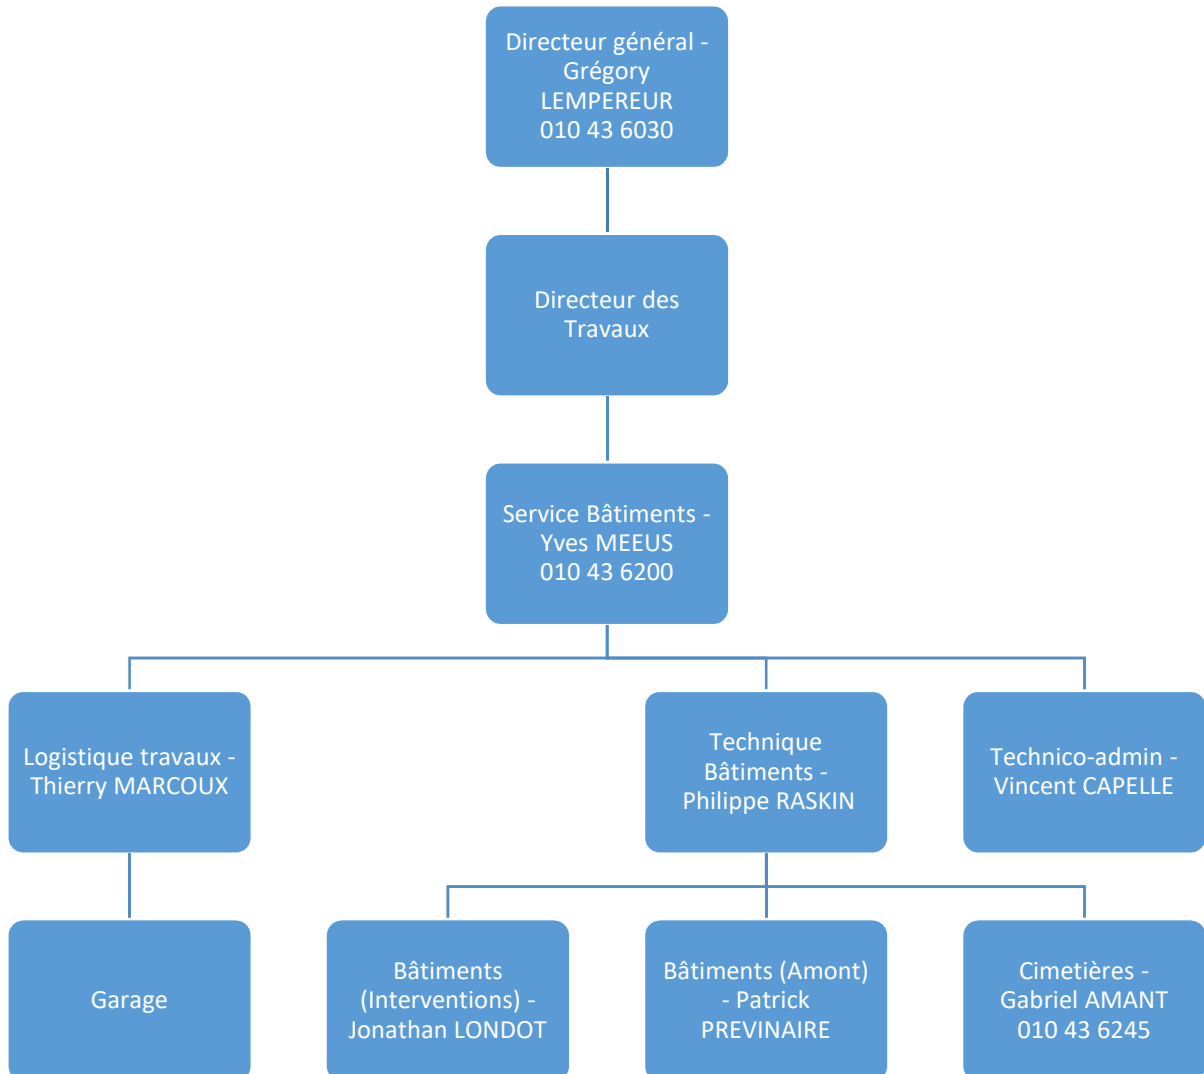 Directeur général -
Grégory
LEMPEREUR
010 43 6030
Directeur des
Travaux
Service Bâtiments -
Yves MEEUS
010 43 6200
Logistique travaux -
Thierry MARCOUX
Technique
Bâtiments -
Philippe RASKIN
Technico-admin -
Vincent CAPELLE
Garage
Bâtiments
(Interventions) -
Jonathan LONDOT
Bâtiments (Amont)
- Patrick
PREVINAIRE
Cimetières -
Gabriel AMANT
010 43 6245